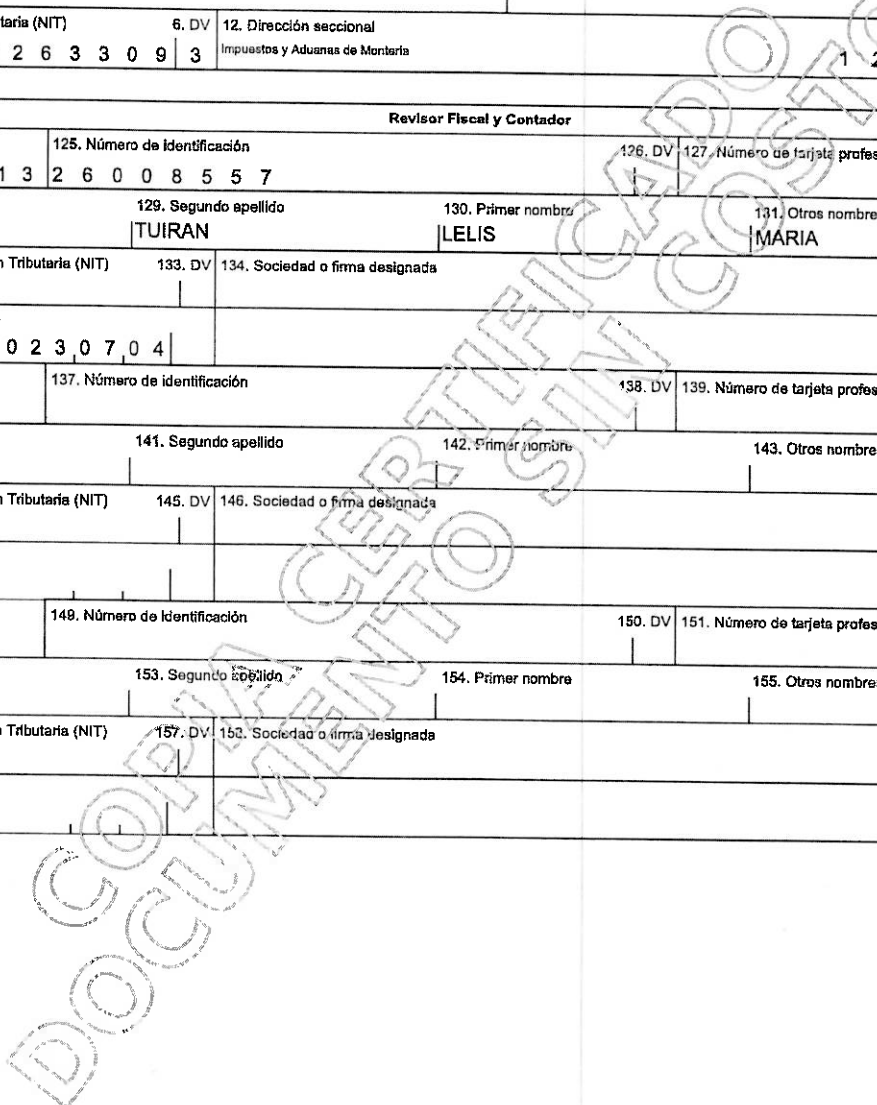 taria (NIT) 6. DV 12. Dirección seccional
2 6 3 3 0 9 3 Impuestos y Aduanas de Montería 1 2
Revisor Fiscal y Contador
125. Número de identificación 126. DV 127. Número de tarjeta profes
1 3 2 6 0 0 8 5 5 7
129. Segundo apellido 130. Primer nombre 131. Otros nombre
TUIRAN LELIS MARIA
n Tributaria (NIT) 133. DV 134. Sociedad o firma designada
0 2 3 0 7 0 4
137. Número de identificación 138. DV 139. Número de tarjeta profes
141. Segundo apellido 142. Primer nombre 143. Otros nombre
n Tributaria (NIT) 145. DV 146. Sociedad o firma designada
149. Número de identificación 150. DV 151. Número de tarjeta profes
153. Segundo apellido 154. Primer nombre 155. Otros nombre
n Tributaria (NIT) 157. DV 158. Sociedad o firma designada
COPIA CERTIFICADO
DOCUMENTO SIN COSTO